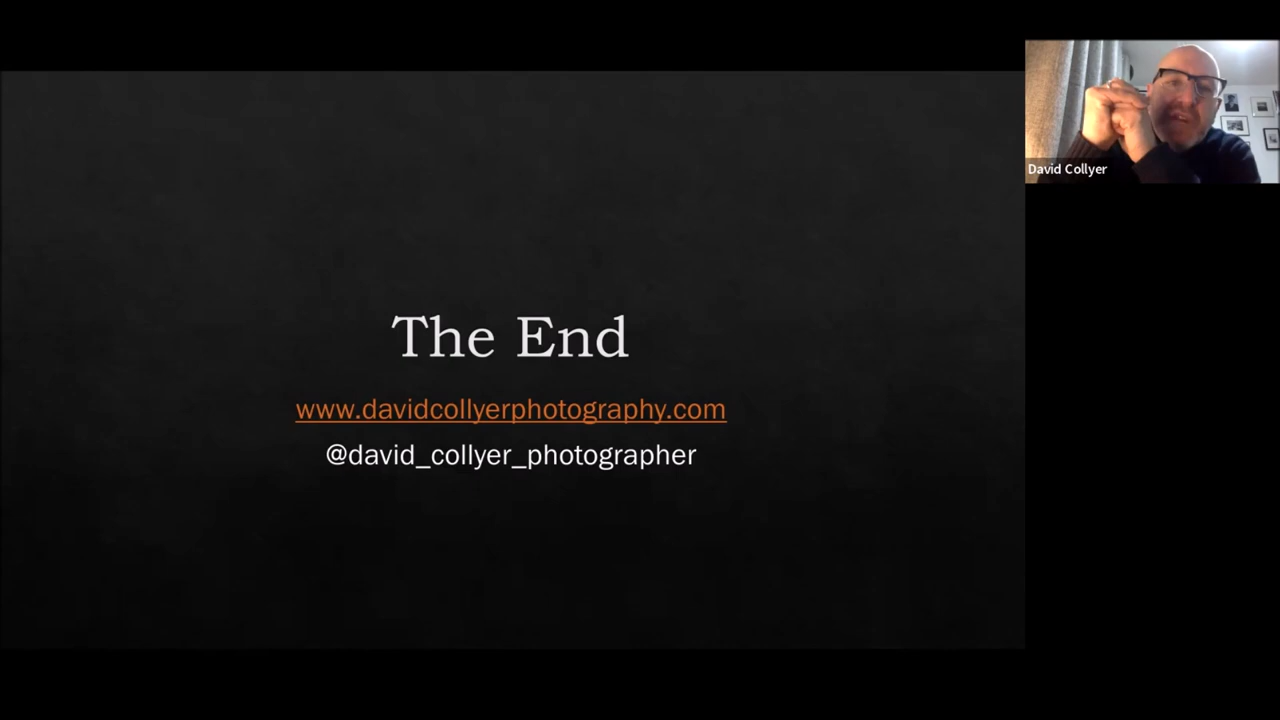 The End
www.davidcollyerphotography.com
@david_collyer_photographer
David Collyer